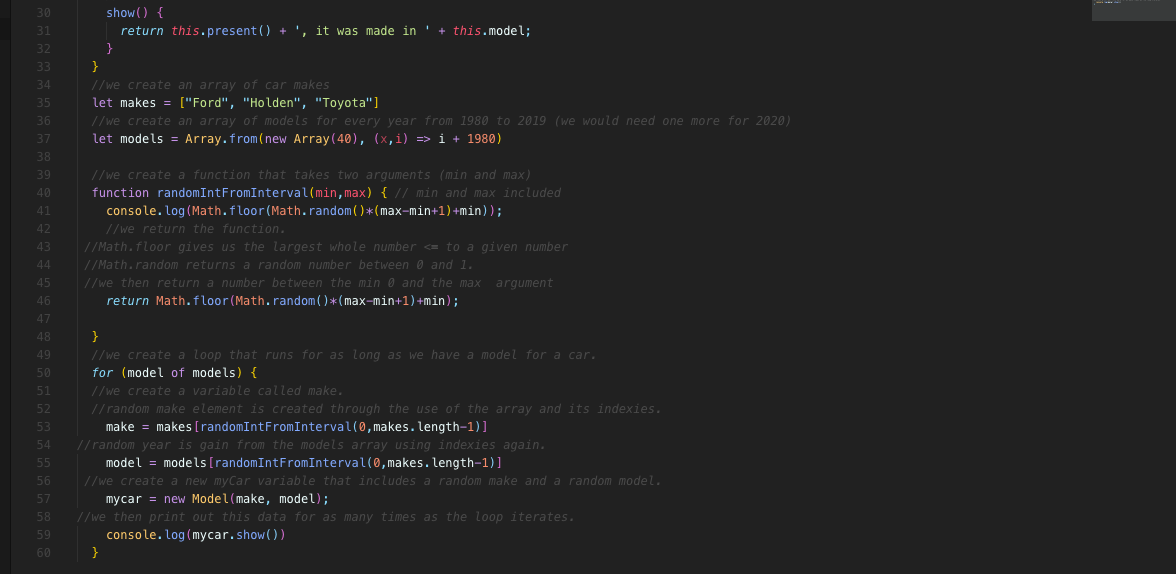 30 show() {
31 return this.present() + ', it was made in ' + this.model;
32 }
33 }
34 //we create an array of car makes
35 let makes = ["Ford", "Holden", "Toyota"]
36 //we create an array of models for every year from 1980 to 2019 (we would need one more for 2020)
37 let models = Array.from(new Array(40), (x,i) => i + 1980)
38
39 //we create a function that takes two arguments (min and max)
40 function randomIntFromInterval(min,max) { // min and max included
41 console.log(Math.floor(Math.random()*(max-min+1)+min));
42 //we return the function.
43 //Math.floor gives us the largest whole number <= to a given number
44 //Math.random returns a random number between 0 and 1.
45 //we then return a number between the min 0 and the max  argument
46 return Math.floor(Math.random()*(max-min+1)+min);
47
48 }
49 //we create a loop that runs for as long as we have a model for a car.
50 for (model of models) {
51 //we create a variable called make.
52 //random make element is created through the use of the array and its indexies.
53 make = makes[randomIntFromInterval(0,makes.length-1)]
54 //random year is gain from the models array using indexies again.
55 model = models[randomIntFromInterval(0,makes.length-1)]
56 //we create a new myCar variable that includes a random make and a random model.
57 mycar = new Model(make, model);
58 //we then print out this data for as many times as the loop iterates.
59 console.log(mycar.show())
60 }